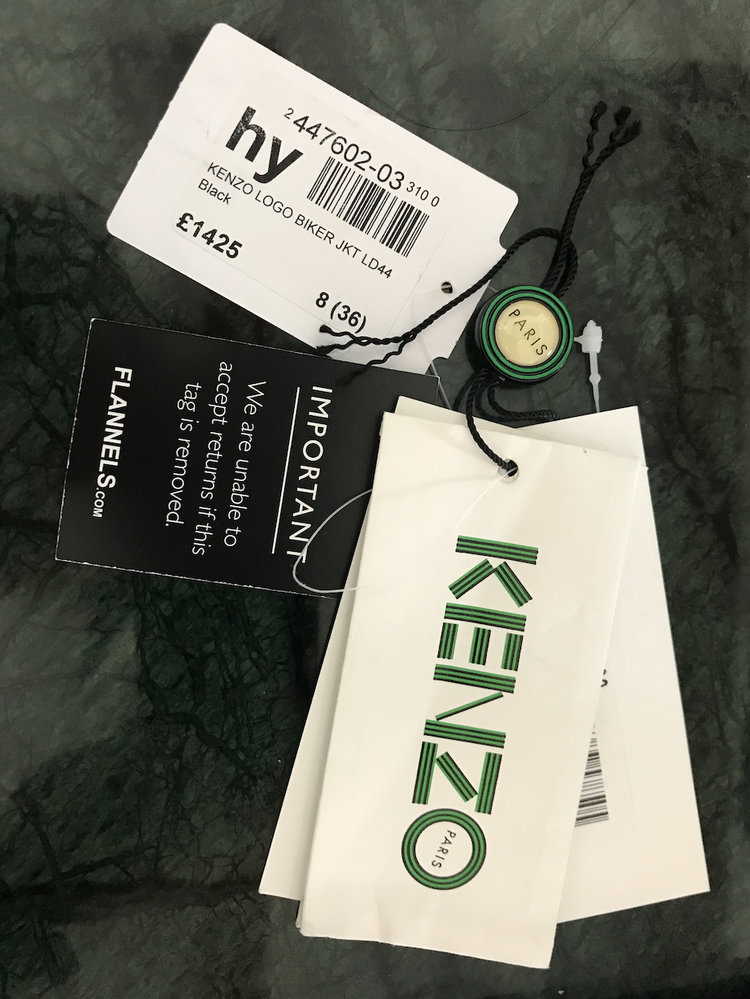 2 447602-03 310 0
hy
KENZO LOGO BIKER JKT LD44
Black
£1425
8 (36)
PARIS
IMPORTANT
We are unable to
accept returns if this
tag is removed.
FLANNELS.COM
KENZO
PARIS